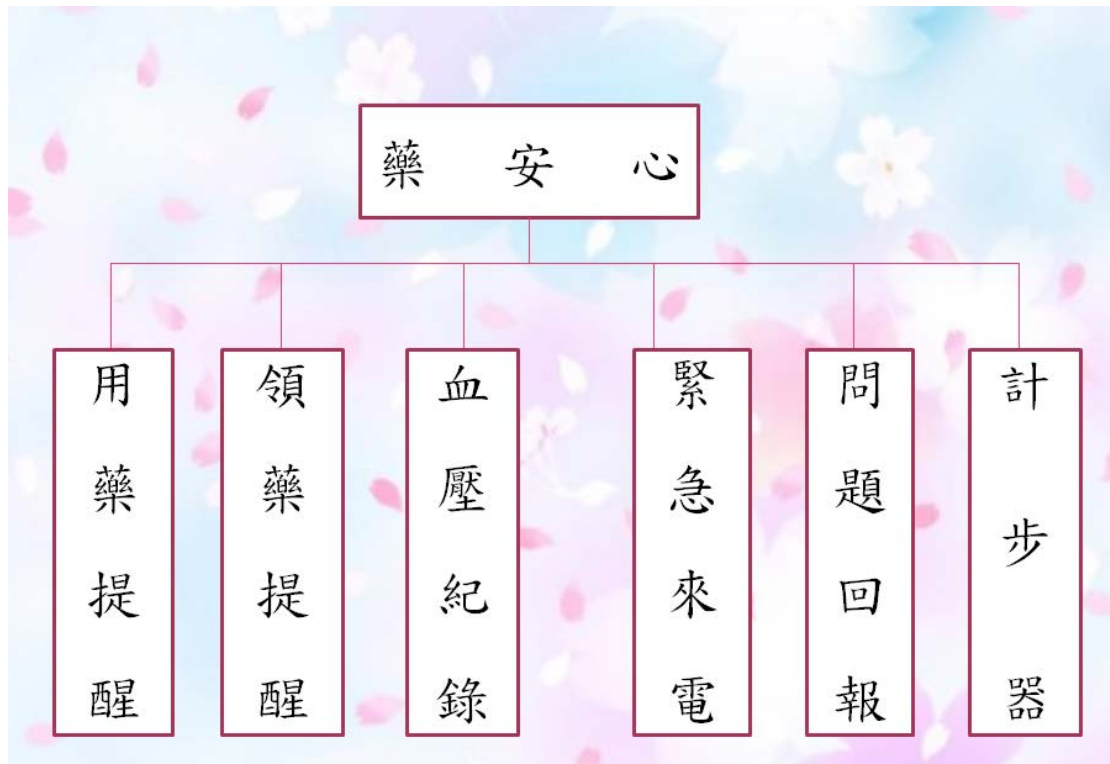 藥安心
用藥提醒
領藥提醒
血壓紀錄
緊急來電
問題回報
計步器